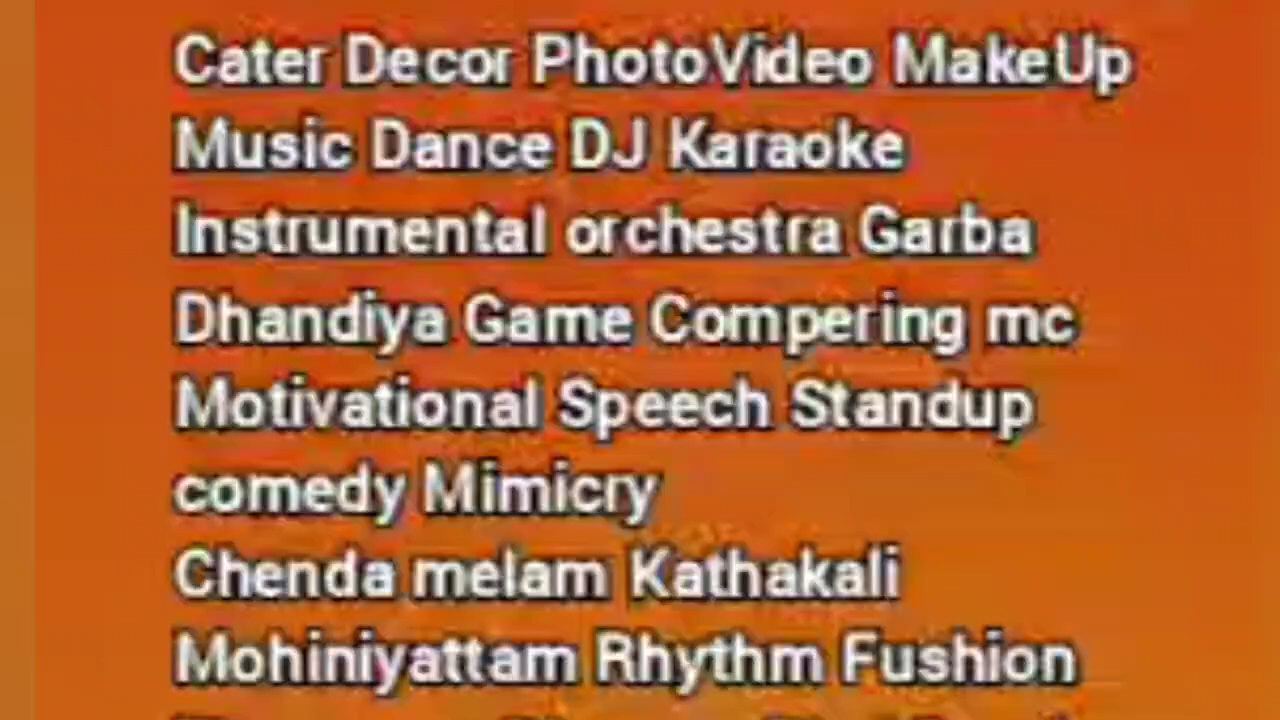 Cater Decor PhotoVideo MakeUp
Music Dance DJ Karaoke
Instrumental orchestra Garba
Dhandiya Game Compering mc
Motivational Speech Standup
comedy Mimicry
Chenda melam Kathakali
Mohiniyattam Rhythm Fushion